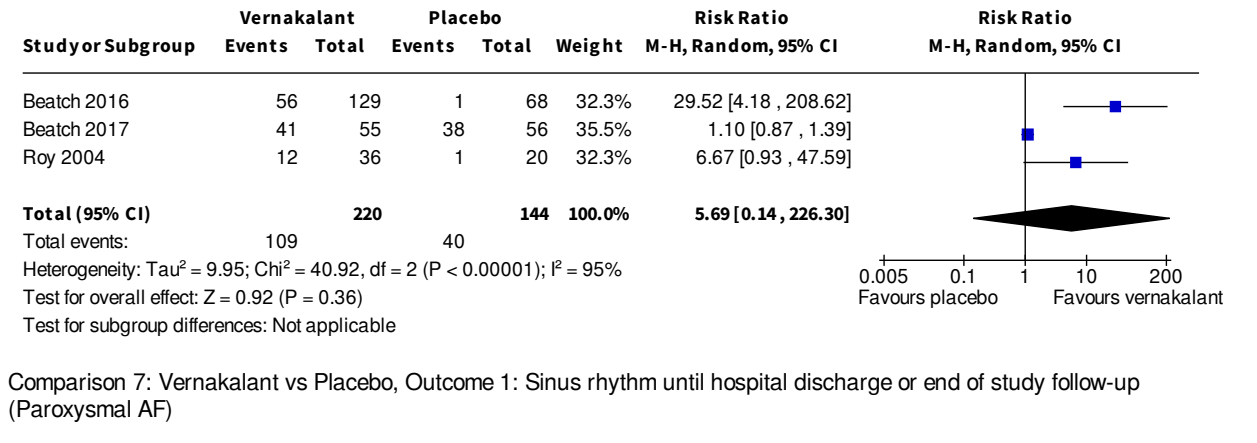 Vernakalant Placebo Risk Ratio Risk Ratio
Study or Subgroup Events Total Events Total Weight M-H, Random, 95% CI M-H, Random, 95% CI
Beatch 2016 56 129 1 68 32.3% 29.52 [4.18 , 208.62]
Beatch 2017 41 55 38 56 35.5% 1.10 [0.87 , 1.39]
Roy 2004 12 36 1 20 32.3% 6.67 [0.93 , 47.59]
Total (95% CI) 220 144 100.0% 5.69 [0.14 , 226.30]
Total events: 109 40
Heterogeneity: Tau² = 9.95; Chi² = 40.92, df = 2 (P < 0.00001); I² = 95%
Test for overall effect: Z = 0.92 (P = 0.36)
Test for subgroup differences: Not applicable
0.005 0.1 1 10 200
Favours placebo Favours vernakalant
Comparison 7: Vernakalant vs Placebo, Outcome 1: Sinus rhythm until hospital discharge or end of study follow-up
(Paroxysmal AF)